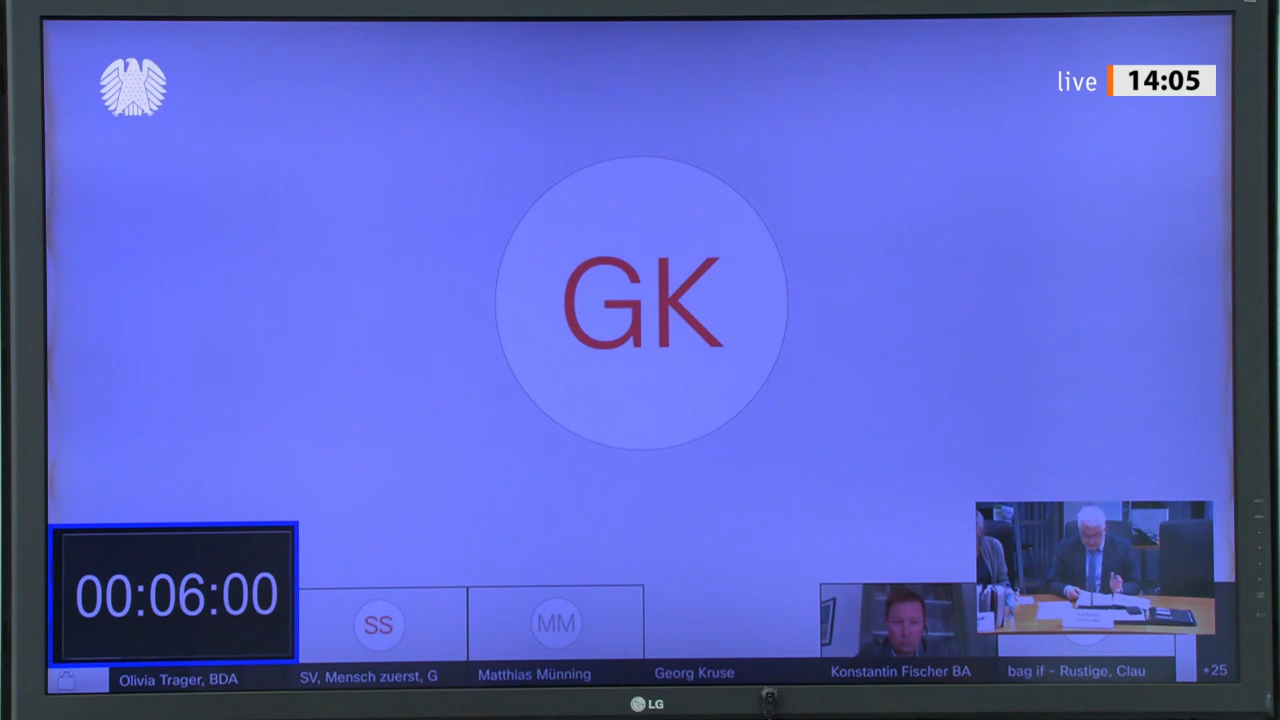 live 14:05
GK
00:06:00
SS
MM
Olivia Trager, BDA
SV, Mensch zuerst, G
Matthias Münning
Georg Kruse
Konstantin Fischer BA
bag if - Rustige, Clau
+25
LG